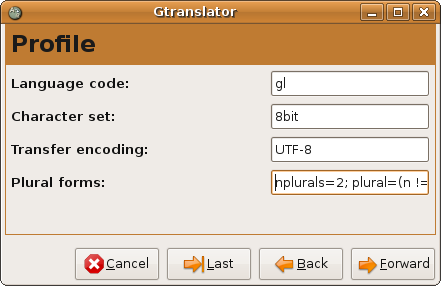 Gtranslator
Profile
Language code: gl
Character set: 8bit
Transfer encoding: UTF-8
Plural forms: nplurals=2; plural=(n !=
Cancel Last Back Forward